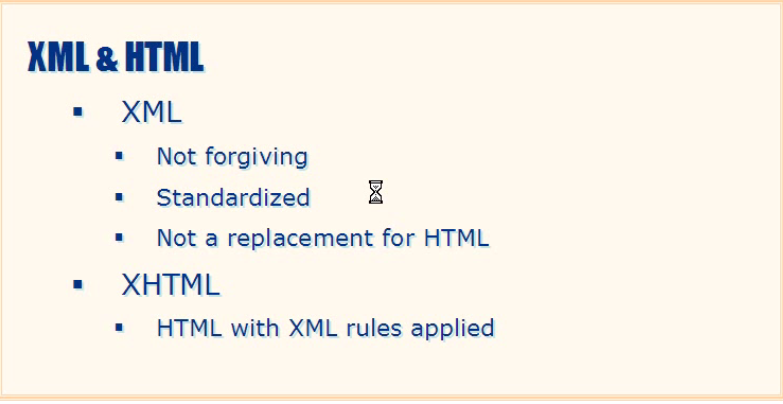 XML & HTML
XML
Not forgiving
Standardized
Not a replacement for HTML
XHTML
HTML with XML rules applied